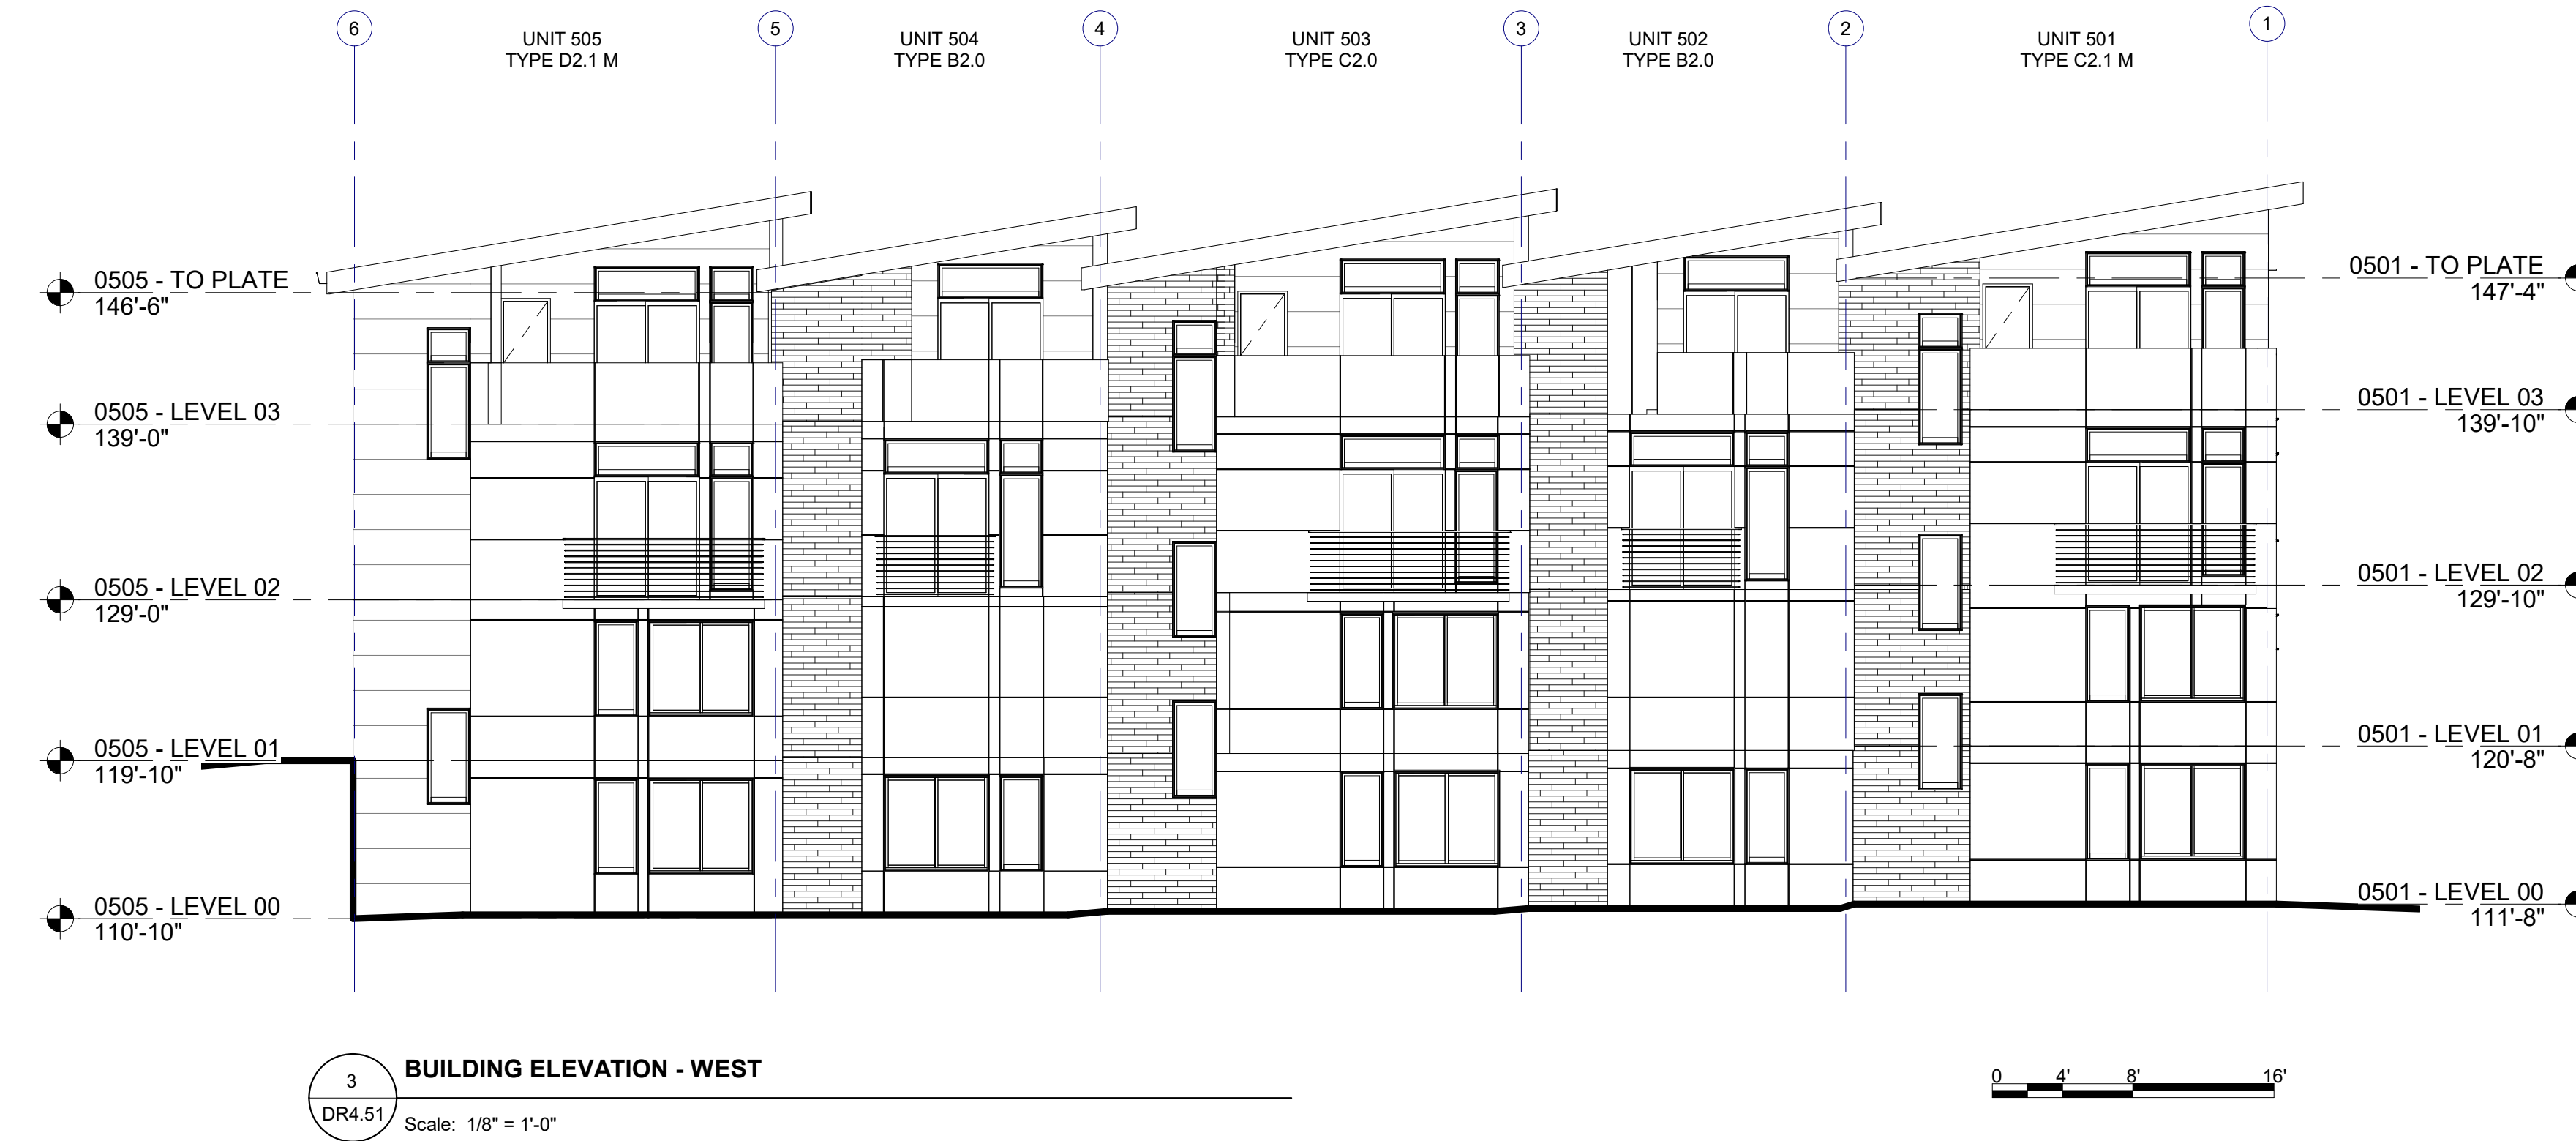 6
UNIT 505
TYPE D2.1 M
5
UNIT 504
TYPE B2.0
4
UNIT 503
TYPE C2.0
3
UNIT 502
TYPE B2.0
2
UNIT 501
TYPE C2.1 M
1
0505 - TO PLATE
146'-6"
0505 - LEVEL 03
139'-0"
0505 - LEVEL 02
129'-0"
0505 - LEVEL 01
119'-10"
0505 - LEVEL 00
110'-10"
0501 - TO PLATE
147'-4"
0501 - LEVEL 03
139'-10"
0501 - LEVEL 02
129'-10"
0501 - LEVEL 01
120'-8"
0501 - LEVEL 00
111'-8"
3
DR4.51
BUILDING ELEVATION - WEST
Scale: 1/8" = 1'-0"
0 4' 8' 16'